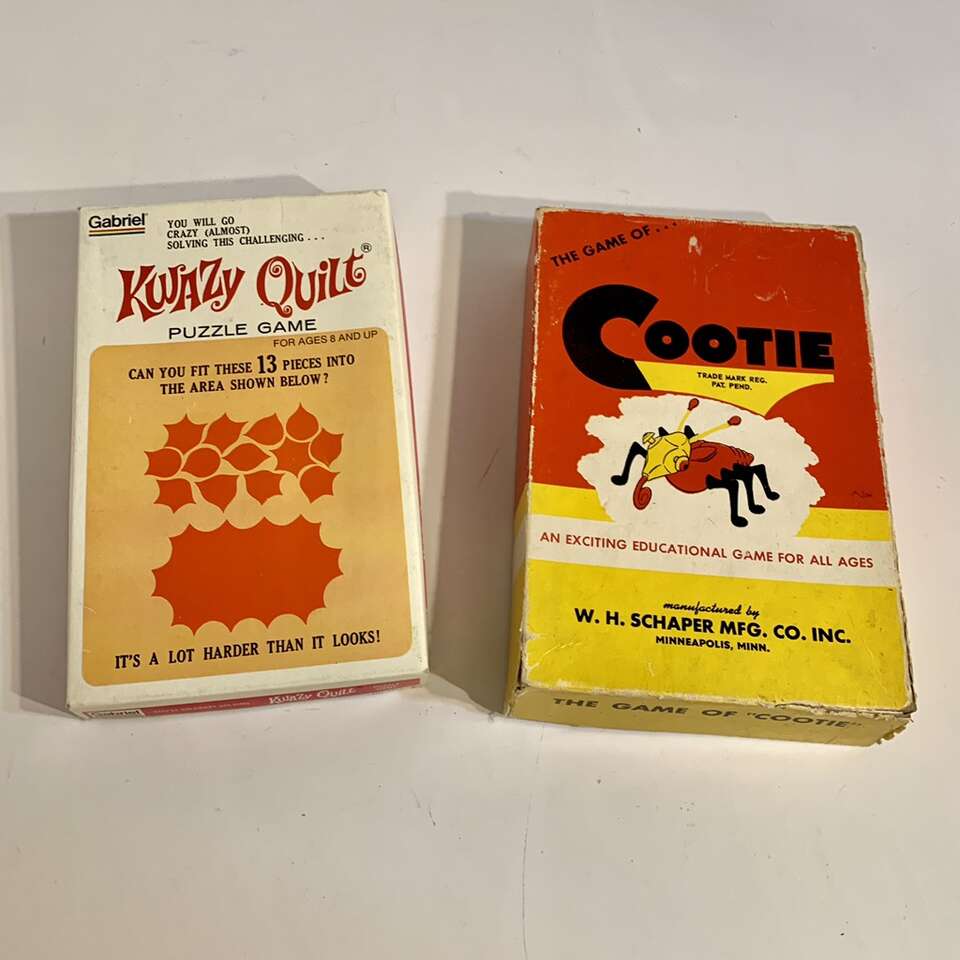 Gabriel®
YOU WILL GO
CRAZY (ALMOST)
SOLVING THIS CHALLENGING...
KWAZY QUILT®
PUZZLE GAME
FOR AGES 8 AND UP
CAN YOU FIT THESE 13 PIECES INTO
THE AREA SHOWN BELOW?
IT'S A LOT HARDER THAN IT LOOKS!
Gabriel
KWAZY QUILT
THE GAME OF...
COOTIE
TRADE MARK REG.
PAT. PEND.
AN EXCITING EDUCATIONAL GAME FOR ALL AGES
manufactured by
W. H. SCHAPER MFG. CO. INC.
MINNEAPOLIS, MINN.
THE GAME OF "COOTIE"